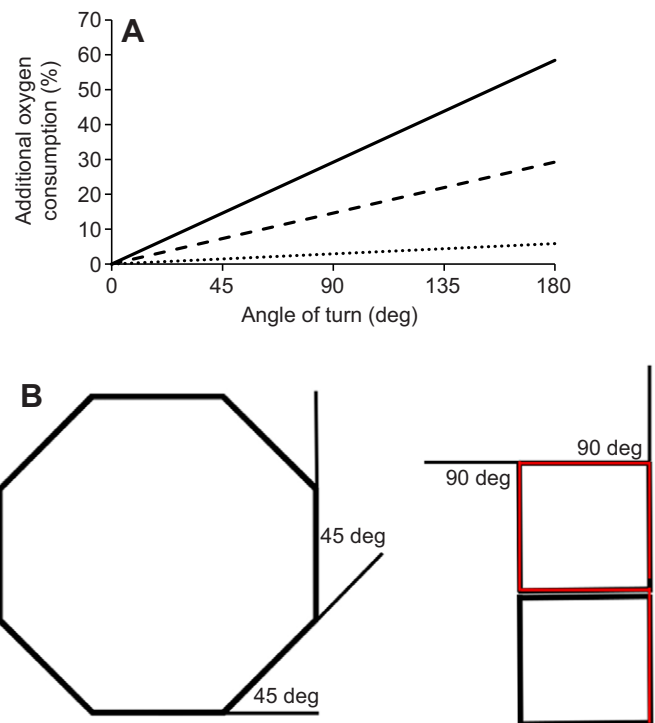 A
70
60
50
40
30
20
10
0
Additional oxygen
consumption (%)
0 45 90 135 180
Angle of turn (deg)
B
90 deg
90 deg
45 deg
45 deg